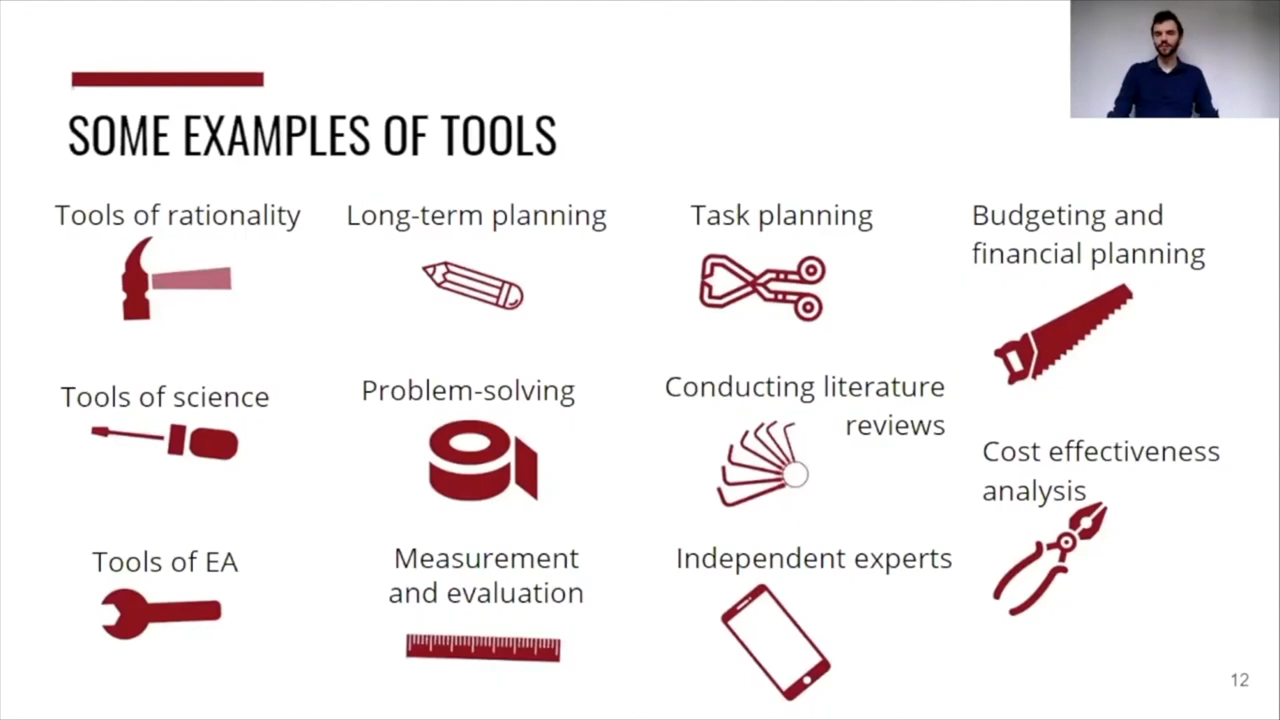 SOME EXAMPLES OF TOOLS
Tools of rationality
Long-term planning
Task planning
Budgeting and
financial planning
Tools of science
Problem-solving
Conducting literature
reviews
Cost effectiveness
analysis
Tools of EA
Measurement
and evaluation
Independent experts
12